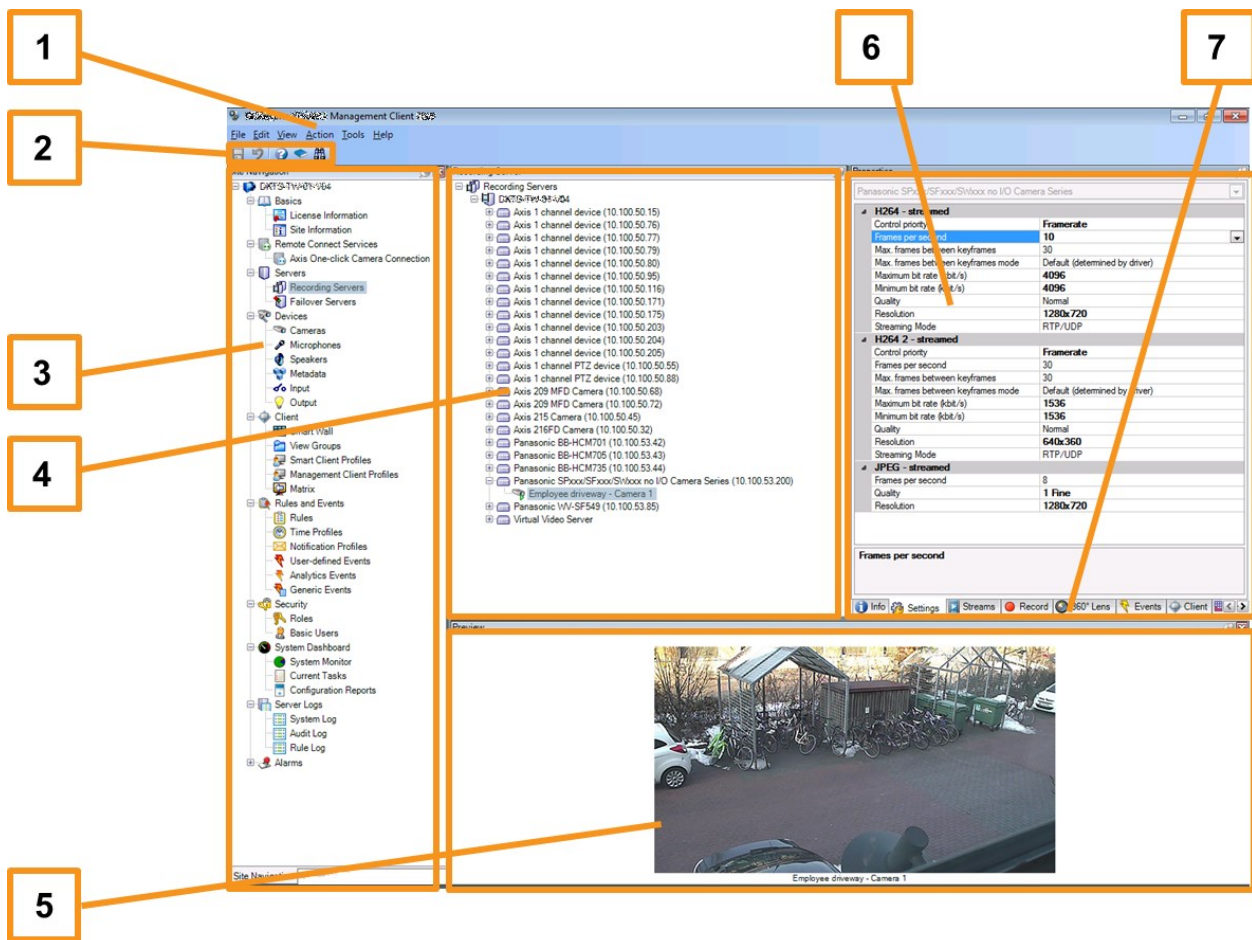 1
6
7
Management Client
File Edit View Action Tools Help
2
Recording Servers
DKTS-TW-01-V04
Basics
License Information
Site Information
Remote Connect Services
Axis One-click Camera Connection
Servers
Recording Servers
Failover Servers
Devices
Cameras
Microphones
Speakers
Metadata
Input
Output
Client
Smart Wall
View Groups
Smart Client Profiles
Management Client Profiles
Matrix
Rules and Events
Rules
Time Profiles
Notification Profiles
User-defined Events
Analytics Events
Generic Events
Security
Roles
Basic Users
System Dashboard
System Monitor
Current Tasks
Configuration Reports
Server Logs
System Log
Audit Log
Rule Log
Alarms
Site Navigation
3
4
5
Axis 1 channel device (10.100.50.15)
Axis 1 channel device (10.100.50.76)
Axis 1 channel device (10.100.50.77)
Axis 1 channel device (10.100.50.79)
Axis 1 channel device (10.100.50.80)
Axis 1 channel device (10.100.50.95)
Axis 1 channel device (10.100.50.116)
Axis 1 channel device (10.100.50.171)
Axis 1 channel device (10.100.50.175)
Axis 1 channel device (10.100.50.203)
Axis 1 channel device (10.100.50.204)
Axis 1 channel device (10.100.50.205)
Axis 1 channel PTZ device (10.100.50.55)
Axis 1 channel PTZ device (10.100.50.88)
Axis 209 MFD Camera (10.100.50.68)
Axis 209 MFD Camera (10.100.50.72)
Axis 215 Camera (10.100.50.45)
Axis 216FD Camera (10.100.50.32)
Panasonic BB-HCM701 (10.100.53.42)
Panasonic BB-HCM705 (10.100.53.43)
Panasonic BB-HCM735 (10.100.53.44)
Panasonic SPxxx/SFxxx/SWxxx no I/O Camera Series (10.100.53.200)
Employee driveway - Camera 1
Panasonic WV-SF549 (10.100.53.85)
Virtual Video Server
Panasonic SPxxx/SFxxx/SWxxx no I/O Camera Series
H264 - streamed
Control priority Framerate
Frames per second 10
Max. frames between keyframes 30
Max. frames between keyframes mode Default (determined by driver)
Maximum bit rate (kbit/s) 4096
Minimum bit rate (kbit/s) 4096
Quality Normal
Resolution 1280x720
Streaming Mode RTP/UDP
H264 2 - streamed
Control priority Framerate
Frames per second 30
Max. frames between keyframes 30
Max. frames between keyframes mode Default (determined by driver)
Maximum bit rate (kbit/s) 1536
Minimum bit rate (kbit/s) 1536
Quality Normal
Resolution 640x360
Streaming Mode RTP/UDP
JPEG - streamed
Frames per second 8
Quality 1 Fine
Resolution 1280x720
Frames per second
Info Settings Streams Record 360° Lens Events Client
Preview
Employee driveway - Camera 1